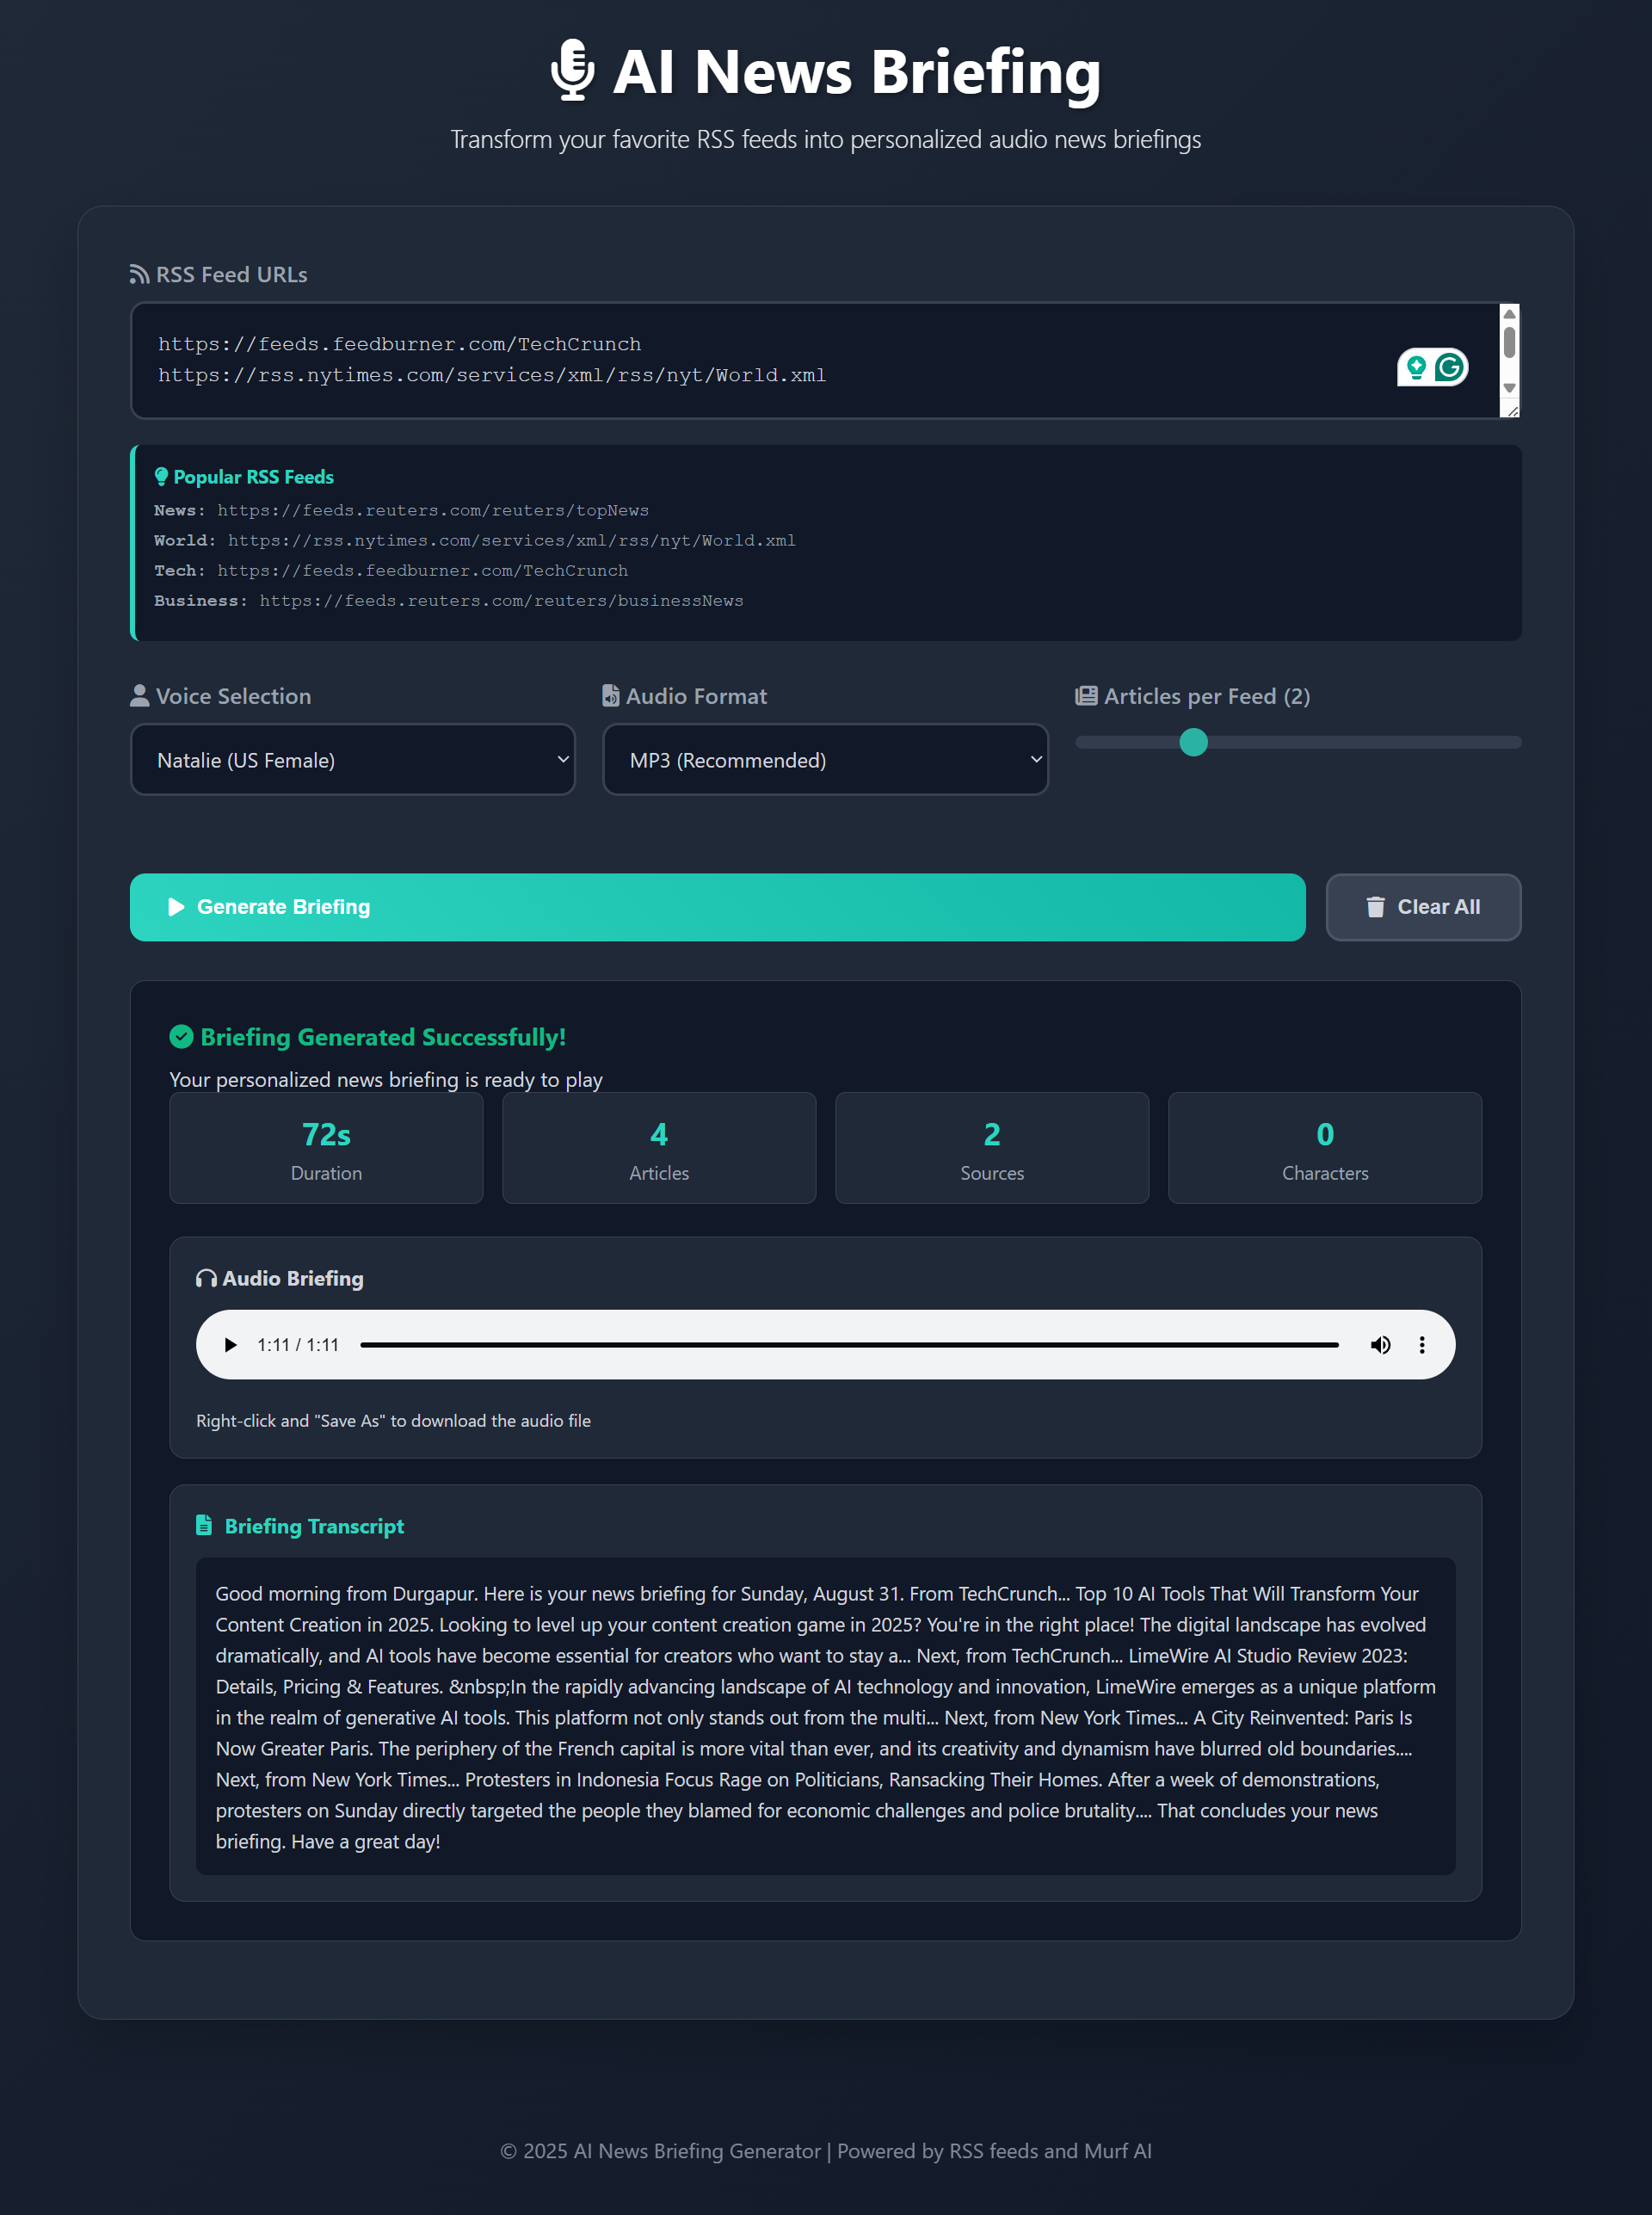 AI News Briefing
Transform your favorite RSS feeds into personalized audio news briefings
RSS Feed URLs
https://feeds.feedburner.com/TechCrunch
https://rss.nytimes.com/services/xml/rss/nyt/World.xml
Popular RSS Feeds
News: https://feeds.reuters.com/reuters/topNews
World: https://rss.nytimes.com/services/xml/rss/nyt/World.xml
Tech: https://feeds.feedburner.com/TechCrunch
Business: https://feeds.reuters.com/reuters/businessNews
Voice Selection
Natalie (US Female)
Audio Format
MP3 (Recommended)
Articles per Feed (2)
Generate Briefing
Clear All
Briefing Generated Successfully!
Your personalized news briefing is ready to play
72s
Duration
4
Articles
2
Sources
0
Characters
Audio Briefing
1:11 / 1:11
Right-click and "Save As" to download the audio file
Briefing Transcript
Good morning from Durgapur. Here is your news briefing for Sunday, August 31. From TechCrunch... Top 10 AI Tools That Will Transform Your
Content Creation in 2025. Looking to level up your content creation game in 2025? You're in the right place! The digital landscape has evolved
dramatically, and AI tools have become essential for creators who want to stay a... Next, from TechCrunch... LimeWire AI Studio Review 2023:
Details, Pricing & Features. &nbsp;In the rapidly advancing landscape of AI technology and innovation, LimeWire emerges as a unique platform
in the realm of generative AI tools. This platform not only stands out from the multi... Next, from New York Times... A City Reinvented: Paris Is
Now Greater Paris. The periphery of the French capital is more vital than ever, and its creativity and dynamism have blurred old boundaries....
Next, from New York Times... Protesters in Indonesia Focus Rage on Politicians, Ransacking Their Homes. After a week of demonstrations,
protesters on Sunday directly targeted the people they blamed for economic challenges and police brutality.... That concludes your news
briefing. Have a great day!
© 2025 AI News Briefing Generator | Powered by RSS feeds and Murf AI